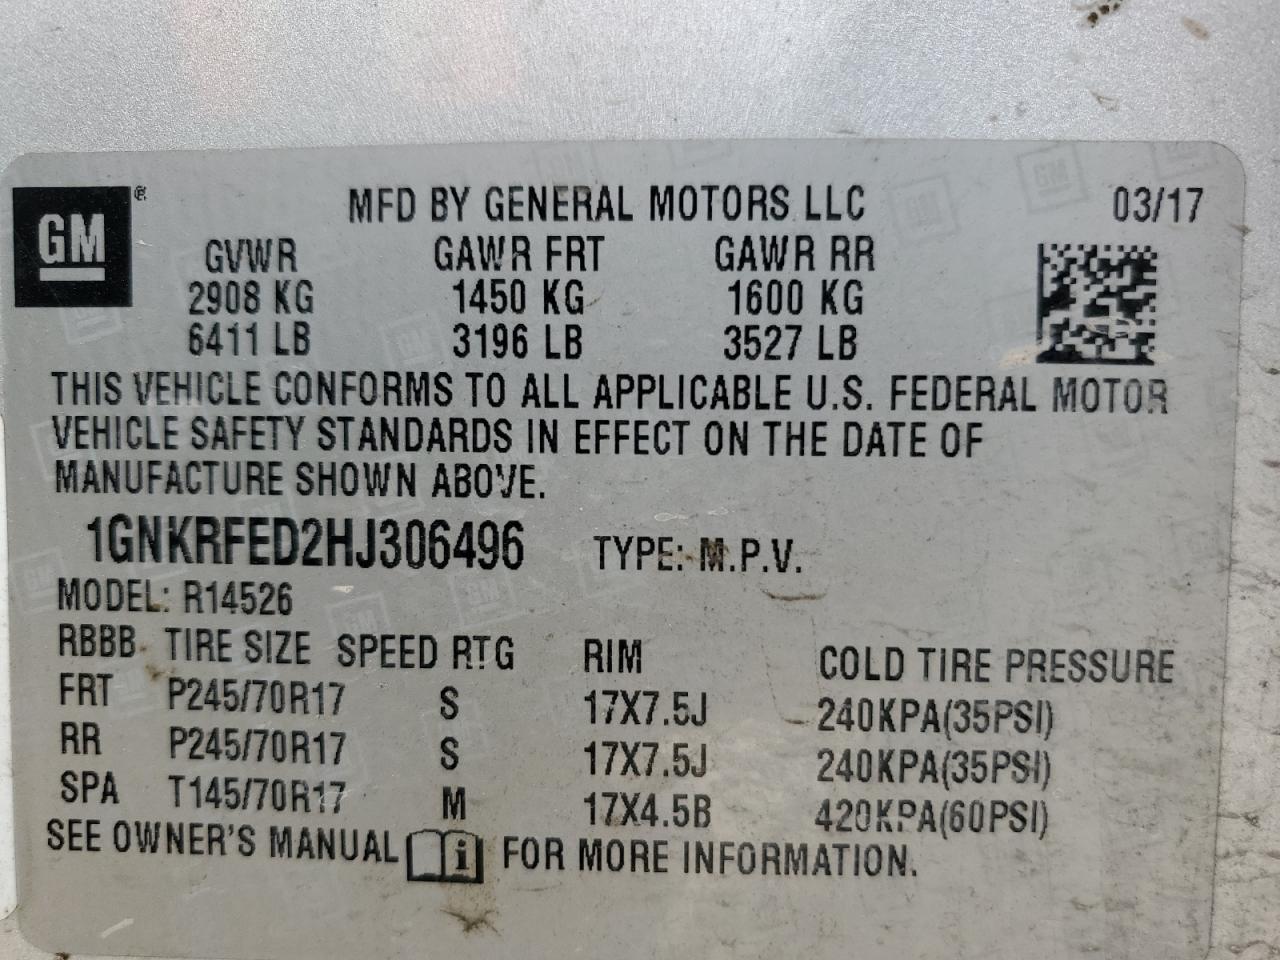 GM ® MFD BY GENERAL MOTORS LLC 03/17
GVWR GAWR FRT GAWR RR
2908 KG 1450 KG 1600 KG
6411 LB 3196 LB 3527 LB
THIS VEHICLE CONFORMS TO ALL APPLICABLE U.S. FEDERAL MOTOR
VEHICLE SAFETY STANDARDS IN EFFECT ON THE DATE OF
MANUFACTURE SHOWN ABOVE.
1GNKRFED2HJ306496 TYPE: M.P.V.
MODEL: R14526
RBBB TIRE SIZE SPEED RTG RIM COLD TIRE PRESSURE
FRT P245/70R17 S 17X7.5J 240KPA(35PSI)
RR P245/70R17 S 17X7.5J 240KPA(35PSI)
SPA T145/70R17 M 17X4.5B 420KPA(60PSI)
SEE OWNER'S MANUAL i FOR MORE INFORMATION.